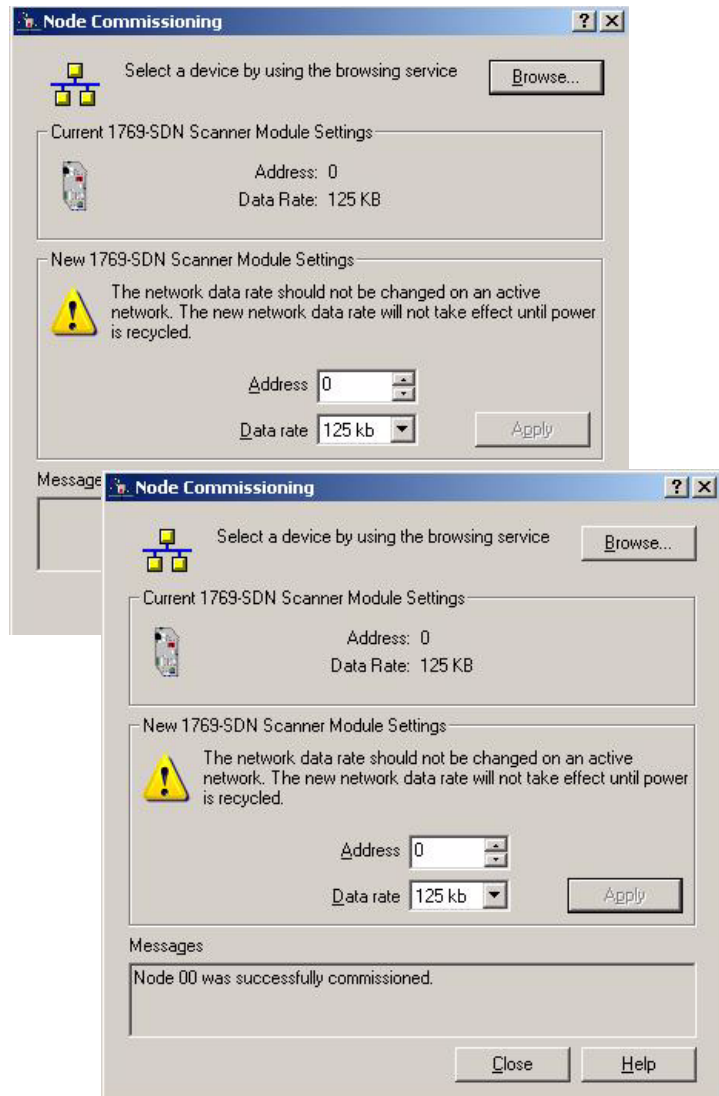 Node Commissioning
Select a device by using the browsing service
Browse...
Current 1769-SDN Scanner Module Settings
Address: 0
Data Rate: 125 KB
New 1769-SDN Scanner Module Settings
The network data rate should not be changed on an active
network. The new network data rate will not take effect until power
is recycled.
Address 0
Data rate 125 kb
Apply
Message
Node Commissioning
Select a device by using the browsing service
Browse...
Current 1769-SDN Scanner Module Settings
Address: 0
Data Rate: 125 KB
New 1769-SDN Scanner Module Settings
The network data rate should not be changed on an active
network. The new network data rate will not take effect until power
is recycled.
Address 0
Data rate 125 kb
Apply
Messages
Node 00 was successfully commissioned.
Close
Help